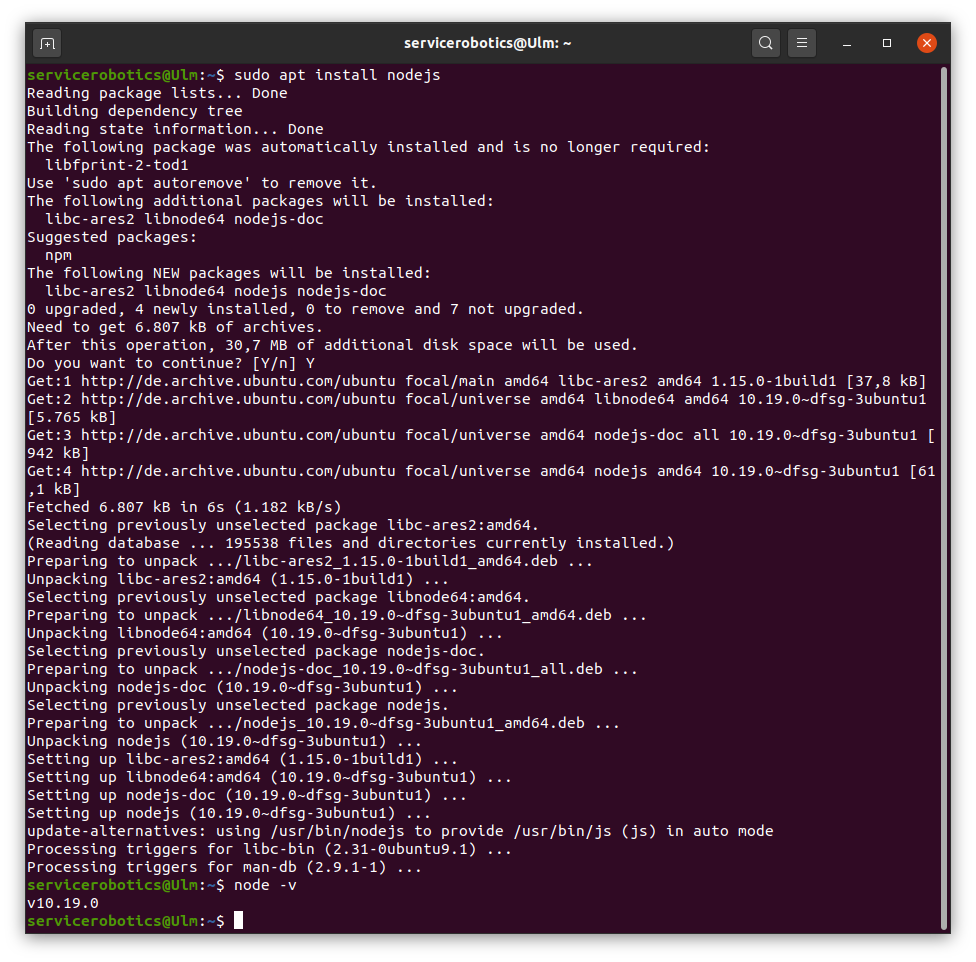 servicerobotics@Ulm: ~
servicerobotics@Ulm:~$ sudo apt install nodejs
Reading package lists... Done
Building dependency tree
Reading state information... Done
The following package was automatically installed and is no longer required:
  libfprint-2-tod1
Use 'sudo apt autoremove' to remove it.
The following additional packages will be installed:
  libc-ares2 libnode64 nodejs-doc
Suggested packages:
  npm
The following NEW packages will be installed:
  libc-ares2 libnode64 nodejs nodejs-doc
0 upgraded, 4 newly installed, 0 to remove and 7 not upgraded.
Need to get 6.807 kB of archives.
After this operation, 30,7 MB of additional disk space will be used.
Do you want to continue? [Y/n] Y
Get:1 http://de.archive.ubuntu.com/ubuntu focal/main amd64 libc-ares2 amd64 1.15.0-1build1 [37,8 kB]
Get:2 http://de.archive.ubuntu.com/ubuntu focal/universe amd64 libnode64 amd64 10.19.0~dfsg-3ubuntu1
[5.765 kB]
Get:3 http://de.archive.ubuntu.com/ubuntu focal/universe amd64 nodejs-doc all 10.19.0~dfsg-3ubuntu1 [
942 kB]
Get:4 http://de.archive.ubuntu.com/ubuntu focal/universe amd64 nodejs amd64 10.19.0~dfsg-3ubuntu1 [61
,1 kB]
Fetched 6.807 kB in 6s (1.182 kB/s)
Selecting previously unselected package libc-ares2:amd64.
(Reading database ... 195538 files and directories currently installed.)
Preparing to unpack .../libc-ares2_1.15.0-1build1_amd64.deb ...
Unpacking libc-ares2:amd64 (1.15.0-1build1) ...
Selecting previously unselected package libnode64:amd64.
Preparing to unpack .../libnode64_10.19.0~dfsg-3ubuntu1_amd64.deb ...
Unpacking libnode64:amd64 (10.19.0~dfsg-3ubuntu1) ...
Selecting previously unselected package nodejs-doc.
Preparing to unpack .../nodejs-doc_10.19.0~dfsg-3ubuntu1_all.deb ...
Unpacking nodejs-doc (10.19.0~dfsg-3ubuntu1) ...
Selecting previously unselected package nodejs.
Preparing to unpack .../nodejs_10.19.0~dfsg-3ubuntu1_amd64.deb ...
Unpacking nodejs (10.19.0~dfsg-3ubuntu1) ...
Setting up libc-ares2:amd64 (1.15.0-1build1) ...
Setting up libnode64:amd64 (10.19.0~dfsg-3ubuntu1) ...
Setting up nodejs-doc (10.19.0~dfsg-3ubuntu1) ...
Setting up nodejs (10.19.0~dfsg-3ubuntu1) ...
update-alternatives: using /usr/bin/nodejs to provide /usr/bin/js (js) in auto mode
Processing triggers for libc-bin (2.31-0ubuntu9.1) ...
Processing triggers for man-db (2.9.1-1) ...
servicerobotics@Ulm:~$ node -v
v10.19.0
servicerobotics@Ulm:~$